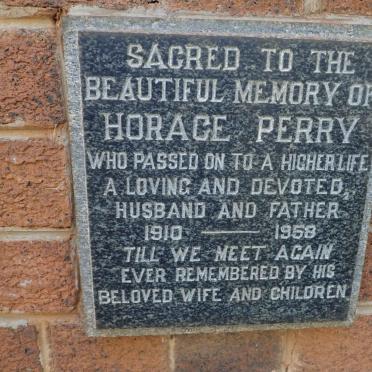 SACRED TO THE
BEAUTIFUL MEMORY OF
HORACE PERRY
WHO PASSED ON TO A HIGHER LIFE
A LOVING AND DEVOTED,
HUSBAND AND FATHER
1910 — 1958
TILL WE MEET AGAIN
EVER REMEMBERED BY HIS
BELOVED WIFE AND CHILDREN